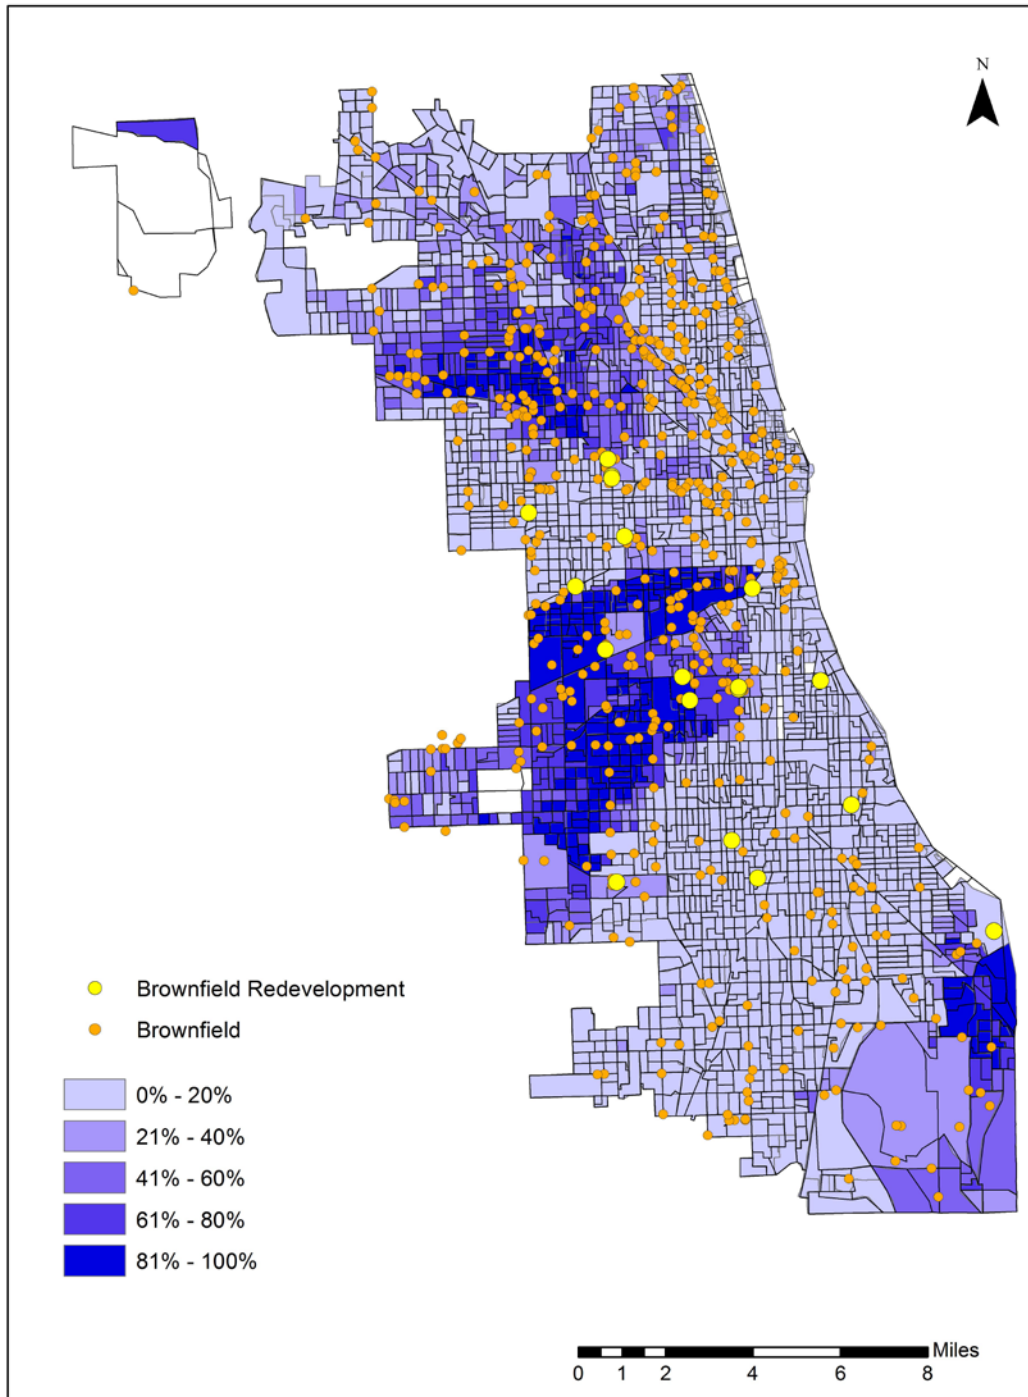 N
Brownfield Redevelopment
Brownfield
0% - 20%
21% - 40%
41% - 60%
61% - 80%
81% - 100%
Miles
0 1 2 4 6 8